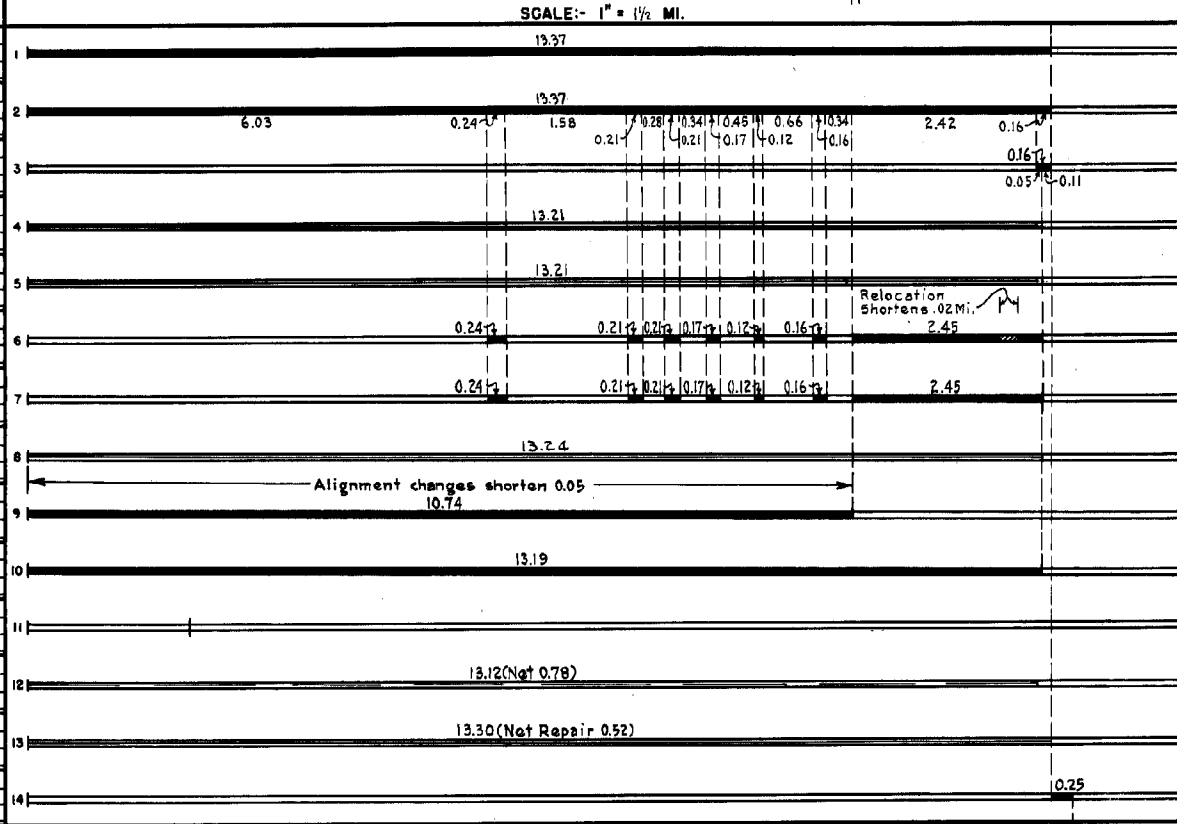 SCALE:- 1" = 1½ MI.
1 13.37
2 13.37
6.03 0.24 1.58 0.28 0.34 0.45 0.66 0.34 2.42 0.16
0.21 0.21 0.17 0.12 0.16
0.16
3
0.05 0.11
4 13.21
5 13.21
Relocation
Shortens .02 Mi.
0.24 0.21 0.21 0.17 0.12 0.16 2.45
6
0.24 0.21 0.21 0.17 0.12 0.16 2.45
7
8 13.24
Alignment changes shorten 0.05
9 10.74
10 13.19
11
12 13.12 (Net 0.78)
13 13.30 (Net Repair 0.52)
0.25
14